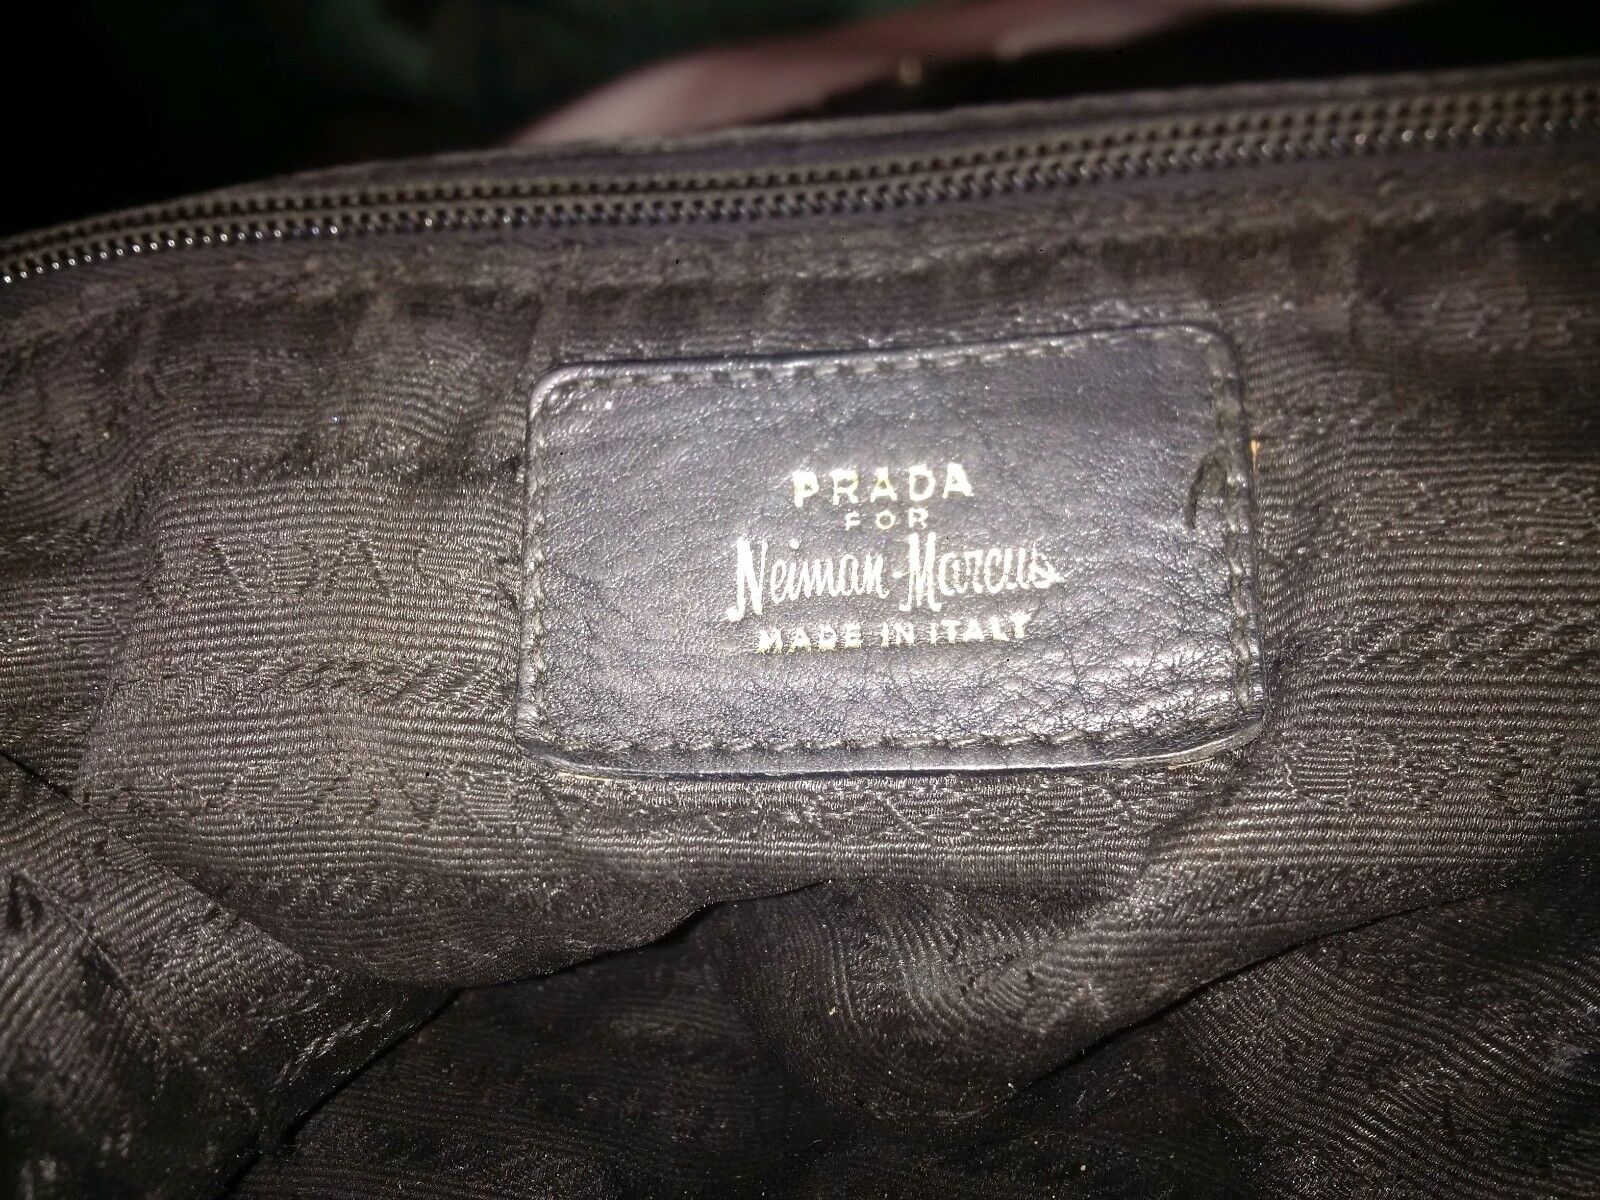 PRADA
FOR
Neiman-Marcus
MADE IN ITALY